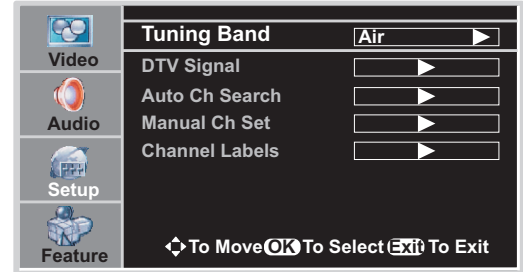 Video
Audio
Setup
Feature
Tuning Band Air
DTV Signal
Auto Ch Search
Manual Ch Set
Channel Labels
To Move OK To Select Exit To Exit